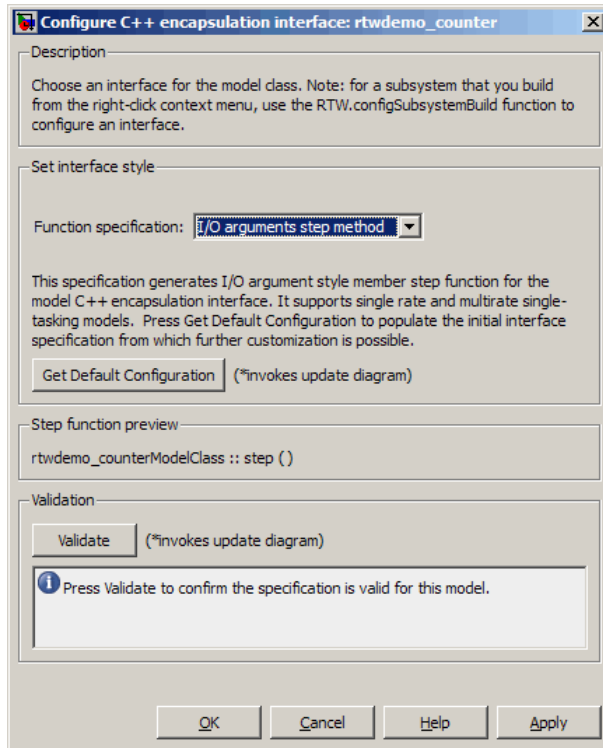 Configure C++ encapsulation interface: rtwdemo_counter
Description
Choose an interface for the model class. Note: for a subsystem that you build
from the right-click context menu, use the RTW.configSubsystemBuild function to
configure an interface.
Set interface style
Function specification: I/O arguments step method
This specification generates I/O argument style member step function for the
model C++ encapsulation interface. It supports single rate and multirate single-
tasking models. Press Get Default Configuration to populate the initial interface
specification from which further customization is possible.
Get Default Configuration (*invokes update diagram)
Step function preview
rtwdemo_counterModelClass :: step ( )
Validation
Validate (*invokes update diagram)
Press Validate to confirm the specification is valid for this model.
OK Cancel Help Apply